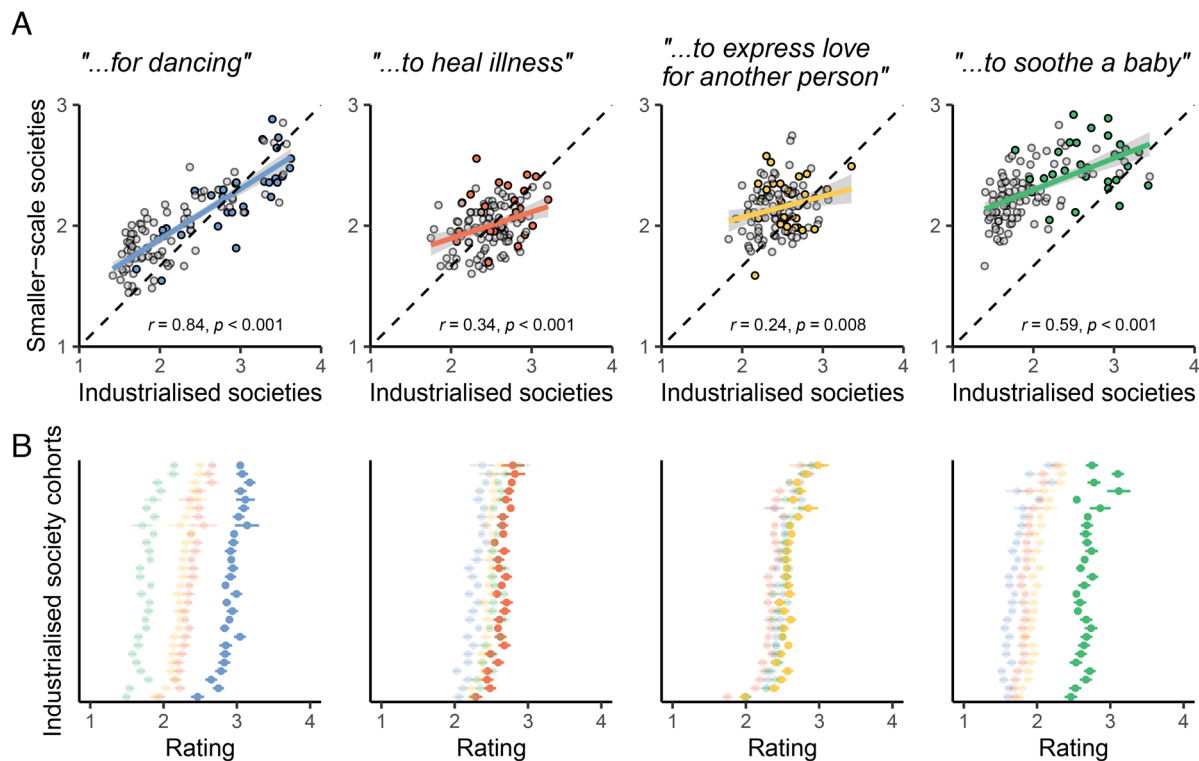 A
"...for dancing"
"...to heal illness"
"...to express love
for another person"
"...to soothe a baby"
Smaller-scale societies
3
2
1
r = 0.84, p < 0.001
1 2 3 4
Industrialised societies
3
2
1
r = 0.34, p < 0.001
1 2 3 4
Industrialised societies
3
2
1
r = 0.24, p = 0.008
1 2 3 4
Industrialised societies
3
2
1
r = 0.59, p < 0.001
1 2 3 4
Industrialised societies
B
Industrialised society cohorts
1 2 3 4
Rating
1 2 3 4
Rating
1 2 3 4
Rating
1 2 3 4
Rating